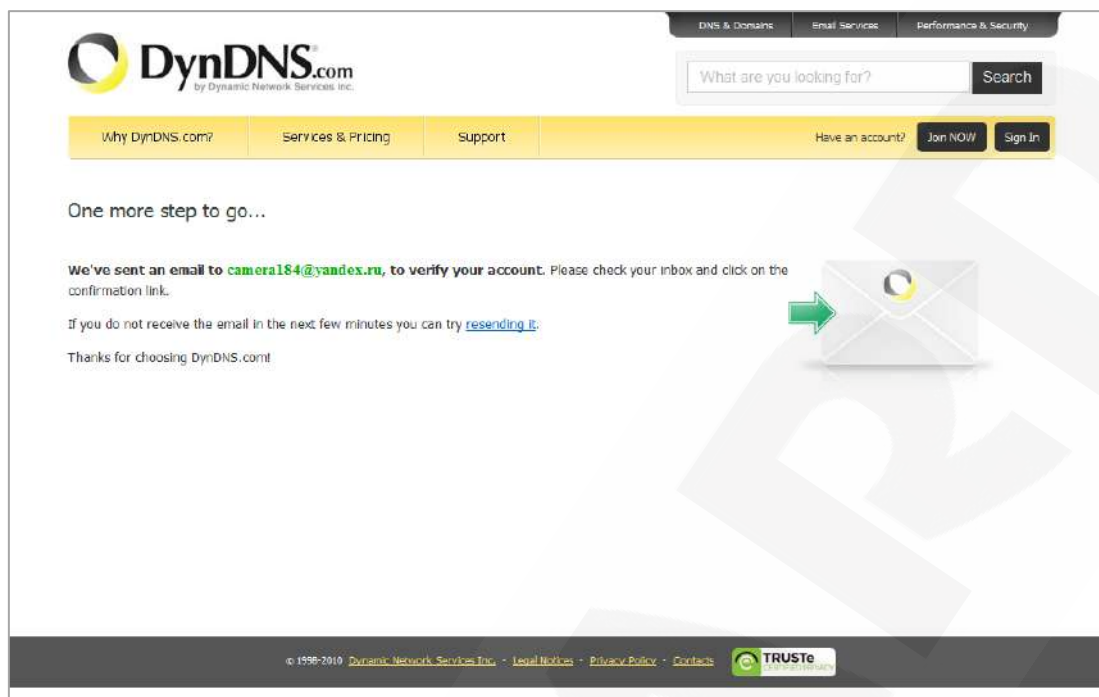 DNS & Domains Email Services Performance & Security
DynDNS.com
by Dynamic Network Services Inc.
What are you looking for? Search
Why DynDNS.com? Services & Pricing Support Have an account? Join NOW Sign In
One more step to go...
We've sent an email to camera184@yandex.ru, to verify your account. Please check your inbox and click on the
confirmation link.
If you do not receive the email in the next few minutes you can try resending it.
Thanks for choosing DynDNS.com!
© 1998-2010 Dynamic Network Services Inc. - Legal Notices - Privacy Policy - Contacts TRUSTe
CERTIFIED PRIVACY